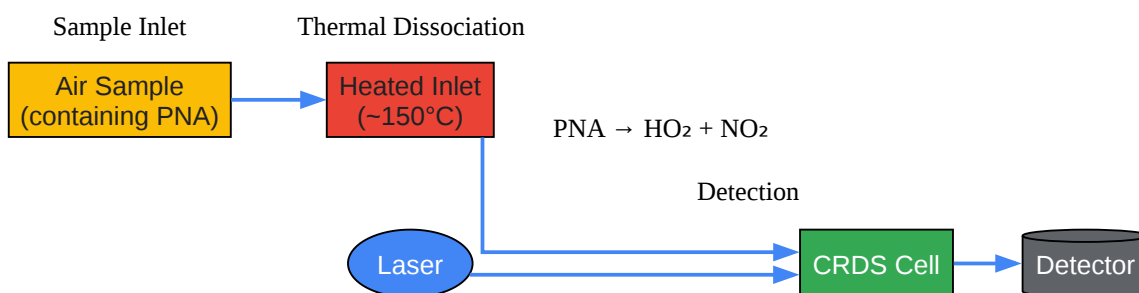 Sample Inlet
Thermal Dissociation
Air Sample
(containing PNA)
Heated Inlet
(~150°C)
PNA → HO₂ + NO₂
Detection
Laser
CRDS Cell
Detector